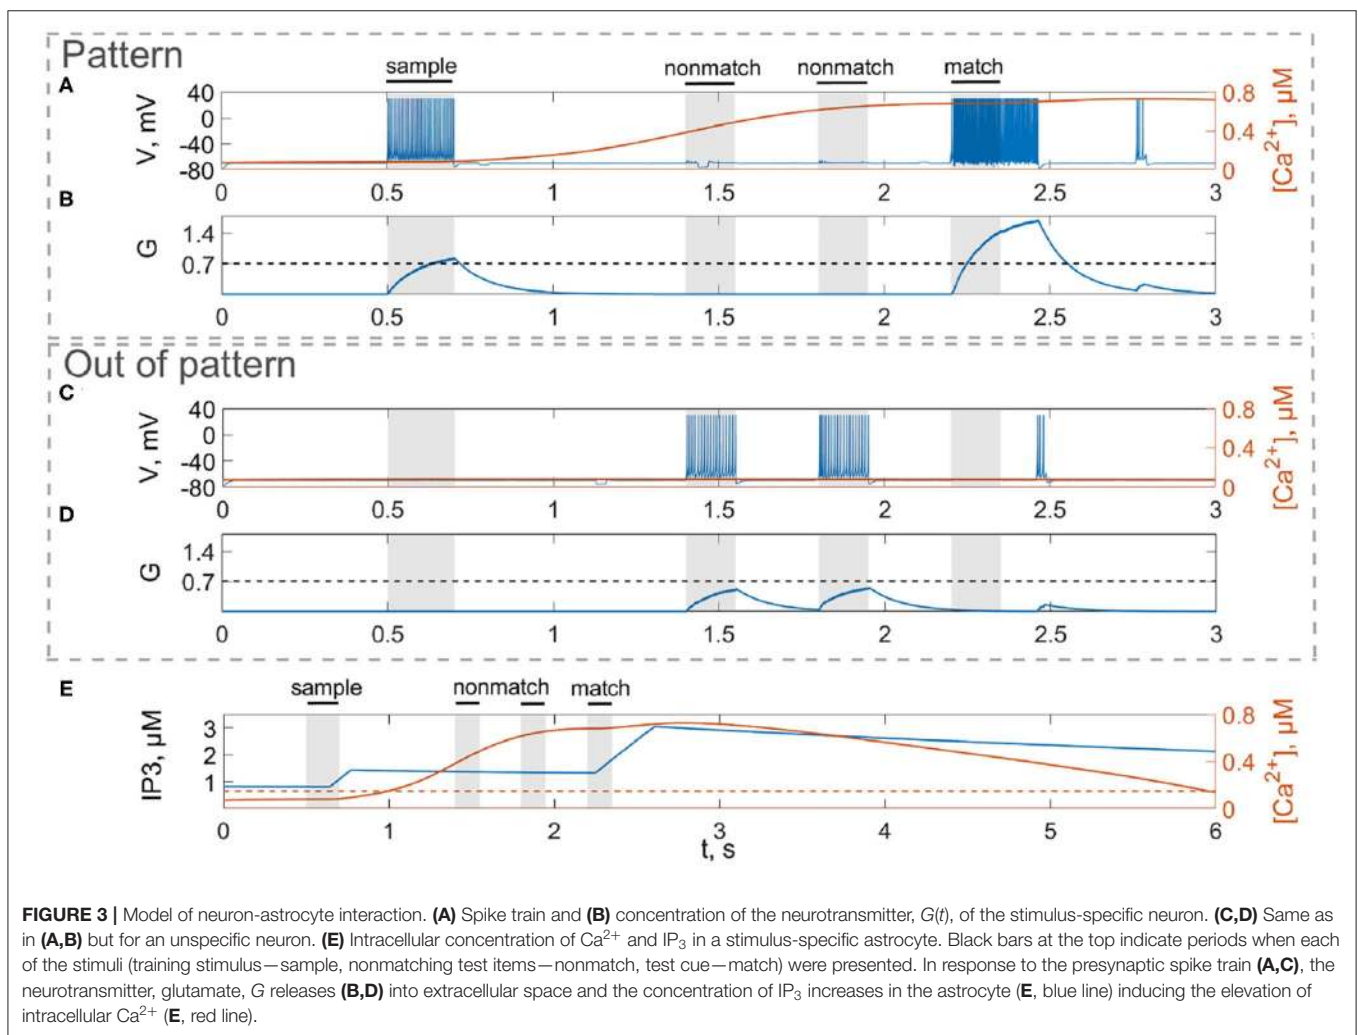 Pattern
A
sample nonmatch nonmatch match
V, mV
40
0
-40
-80
0.8
0.4
0
[Ca2+], μM
0 0.5 1 1.5 2 2.5 3
B
G
1.4
0.7
0 0.5 1 1.5 2 2.5 3
Out of pattern
C
V, mV
40
0
-40
-80
0.8
0.4
0
[Ca2+], μM
0 0.5 1 1.5 2 2.5 3
D
G
1.4
0.7
0 0.5 1 1.5 2 2.5 3
E
sample nonmatch match
IP3, μM
3
2
1
0.8
0.4
0
[Ca2+], μM
0 1 2 3 4 5 6
t, s
FIGURE 3 | Model of neuron-astrocyte interaction. (A) Spike train and (B) concentration of the neurotransmitter, G(t), of the stimulus-specific neuron. (C,D) Same as
in (A,B) but for an unspecific neuron. (E) Intracellular concentration of Ca2+ and IP3 in a stimulus-specific astrocyte. Black bars at the top indicate periods when each
of the stimuli (training stimulus—sample, nonmatching test items—nonmatch, test cue—match) were presented. In response to the presynaptic spike train (A,C), the
neurotransmitter, glutamate, G releases (B,D) into extracellular space and the concentration of IP3 increases in the astrocyte (E, blue line) inducing the elevation of
intracellular Ca2+ (E, red line).